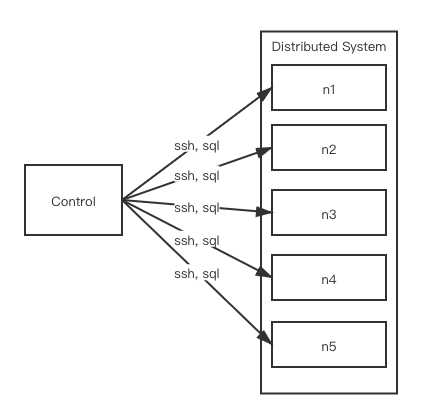 Distributed System
n1
ssh, sql
n2
ssh, sql
Control
ssh, sql
n3
ssh, sql
n4
ssh, sql
n5